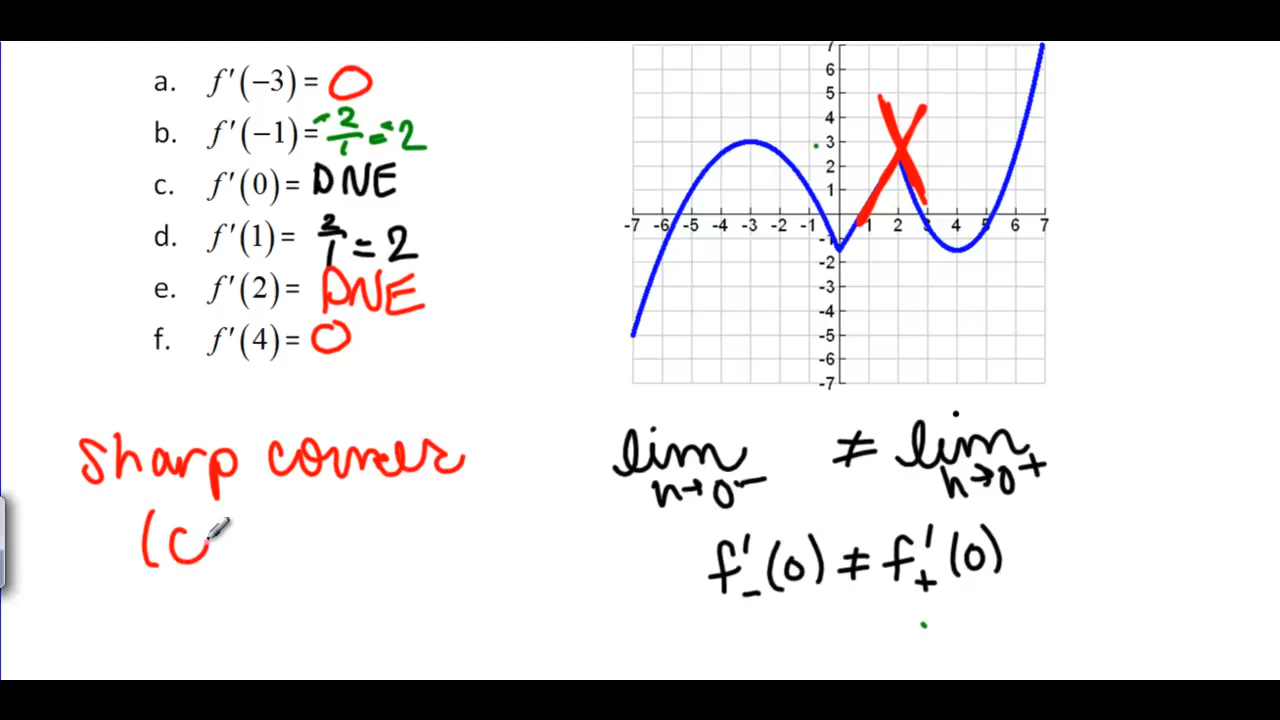 a. f′(−3) = 0
b. f′(−1) = -2/1 = -2
c. f′(0) = DNE
d. f′(1) = 2/1 = 2
e. f′(2) = DNE
f. f′(4) = 0
7
6
5
4
3
2
1
-7 -6 -5 -4 -3 -2 -1 1 2 3 4 5 6 7
-1
-2
-3
-4
-5
-6
-7
sharp corner
(c
lim h→0⁻ ≠ lim h→0⁺
f′₋(0) ≠ f′₊(0)